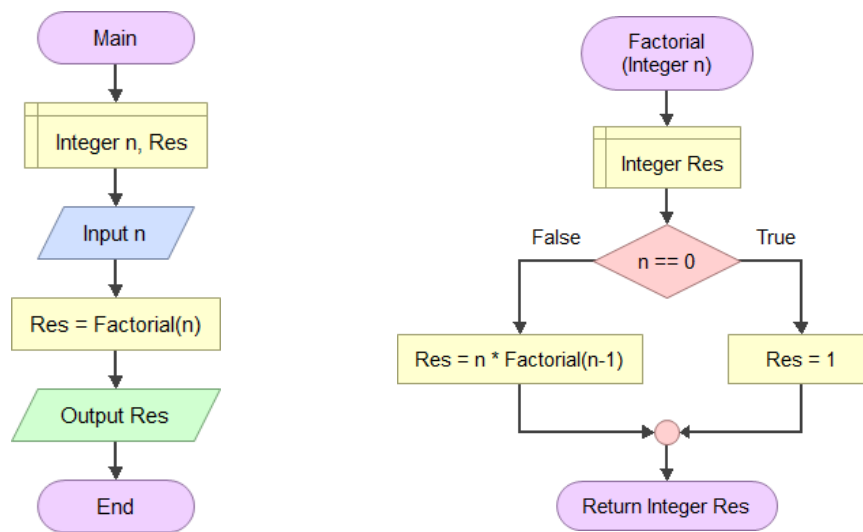 Main
Integer n, Res
Input n
Res = Factorial(n)
Output Res
End
Factorial
(Integer n)
Integer Res
False
True
n == 0
Res = n * Factorial(n-1)
Res = 1
Return Integer Res